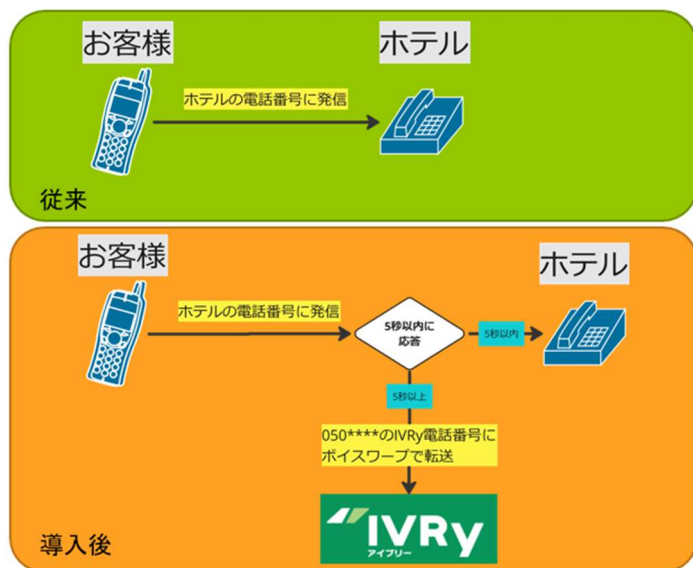 お客様
ホテル
ホテルの電話番号に発信
従来
お客様
ホテル
ホテルの電話番号に発信
5秒以内に
応答
5秒以内
5秒以上
050****のIVRy電話番号に
ボイスワープで転送
IVRy
アイブリー
導入後